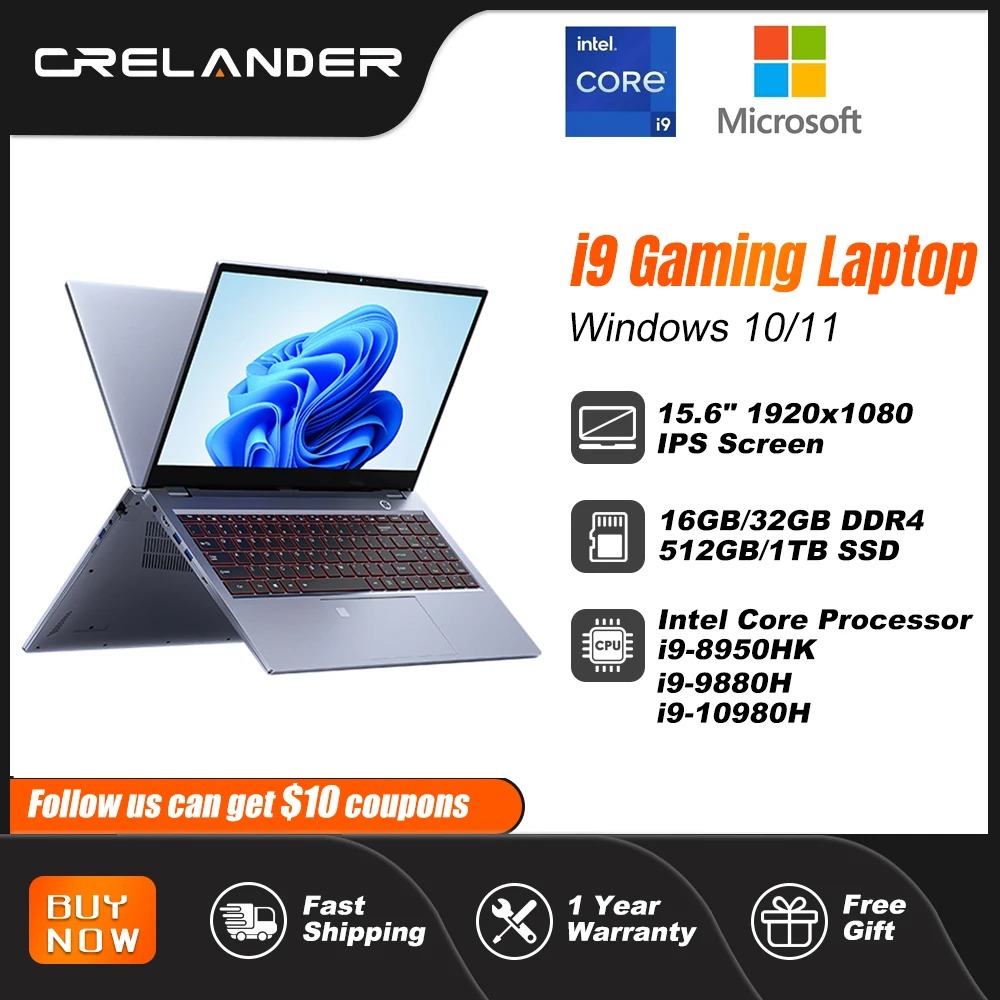 CRELANDER
intel.
CORE
i9
Microsoft
i9 Gaming Laptop
Windows 10/11
15.6" 1920x1080
IPS Screen
16GB/32GB DDR4
512GB/1TB SSD
CPU
Intel Core Processor
i9-8950HK
i9-9880H
i9-10980H
Follow us can get $10 coupons
BUY
NOW
Fast
Shipping
1 Year
Warranty
Free
Gift